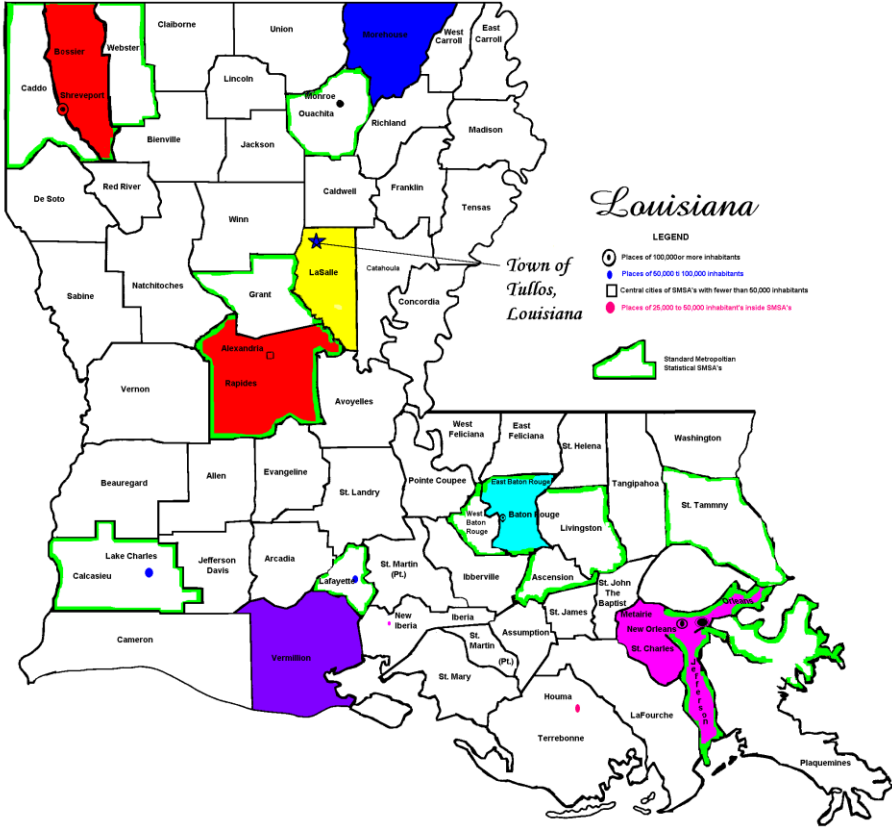 Claiborne
Union
Morehouse
West
Carroll
East
Carroll
Bossier
Webster
Caddo
Shreveport
Lincoln
Monroe
Ouachita
Richland
Madison
Bienville
Jackson
De Soto
Red River
Caldwell
Franklin
Tensas
Winn
LaSalle
Catahoula
Natchitoches
Sabine
Grant
Concordia
Louisiana
LEGEND
Places of 100,000or more inhabitants
Places of 50,000 ti 100,000 inhabitants
Central cities of SMSA's with fewer than 50,000 inhabitants
Places of 25,000 to 50,000 inhabitant's inside SMSA's
Standard Metropoltian
Statistical SMSA's
Town of
Tullos,
Louisiana
Alexandria
Rapides
Vernon
Avoyelles
West
Feliciana
East
Feliciana
St. Helena
Washington
Beauregard
Allen
Evangeline
St. Landry
Pointe Coupee
East Baton Rouge
West
Baton
Rouge
Baton Rouge
Livingston
Tangipahoa
St. Tammny
Lake Charles
Calcasieu
Jefferson
Davis
Arcadia
Lafayette
St. Martin
(Pt.)
Ibberville
Ascension
St. John
The
Baptist
Cameron
Vermillion
New
Iberia
Iberia
St.
Martin
(Pt.)
Assumption
St. James
Metairie
Orleans
New Orleans
St. Charles
Jefferson
St. Mary
Houma
Terrebonne
LaFourche
Plaquemines